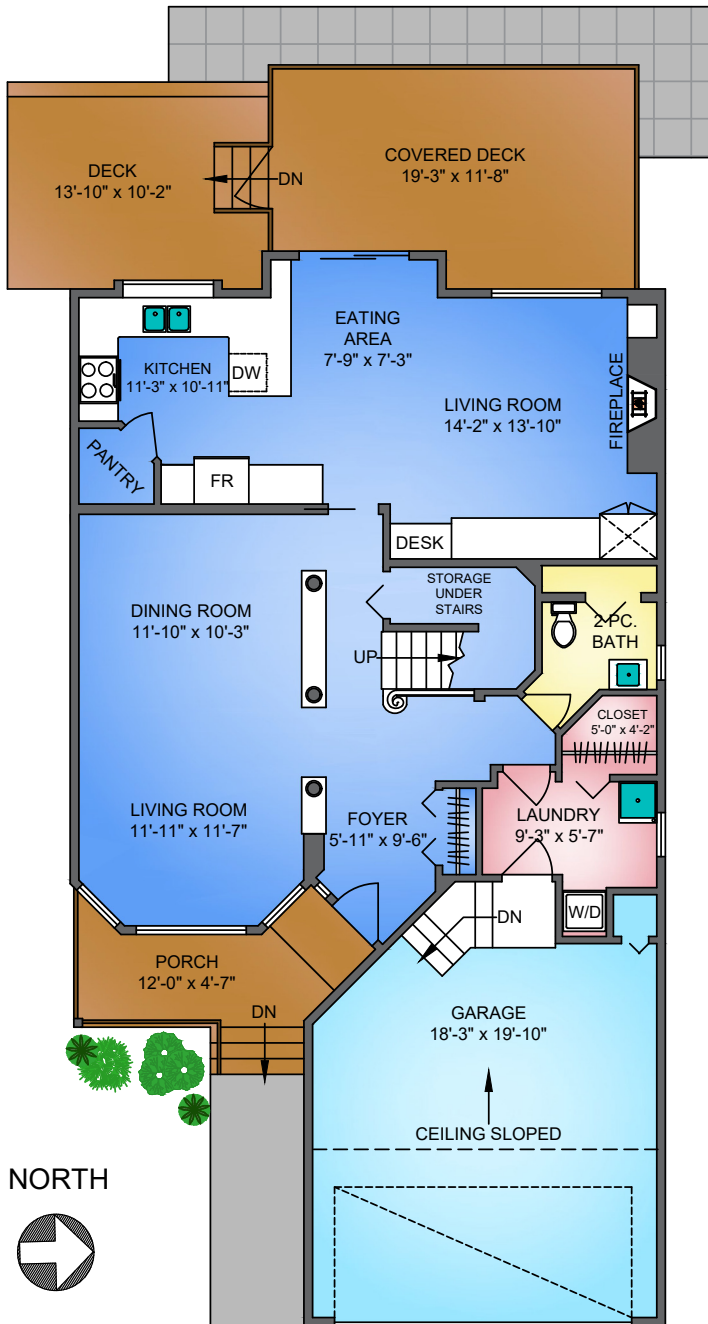 COVERED DECK
19'-3" x 11'-8"
DECK
13'-10" x 10'-2"
DN
EATING
AREA
7'-9" x 7'-3"
KITCHEN
11'-3" x 10'-11"
DW
LIVING ROOM
14'-2" x 13'-10"
FIREPLACE
PANTRY
FR
DESK
STORAGE
UNDER
STAIRS
DINING ROOM
11'-10" x 10'-3"
2 PC.
BATH
UP
CLOSET
5'-0" x 4'-2"
LIVING ROOM
11'-11" x 11'-7"
FOYER
5'-11" x 9'-6"
LAUNDRY
9'-3" x 5'-7"
W/D
DN
PORCH
12'-0" x 4'-7"
DN
GARAGE
18'-3" x 19'-10"
CEILING SLOPED
NORTH